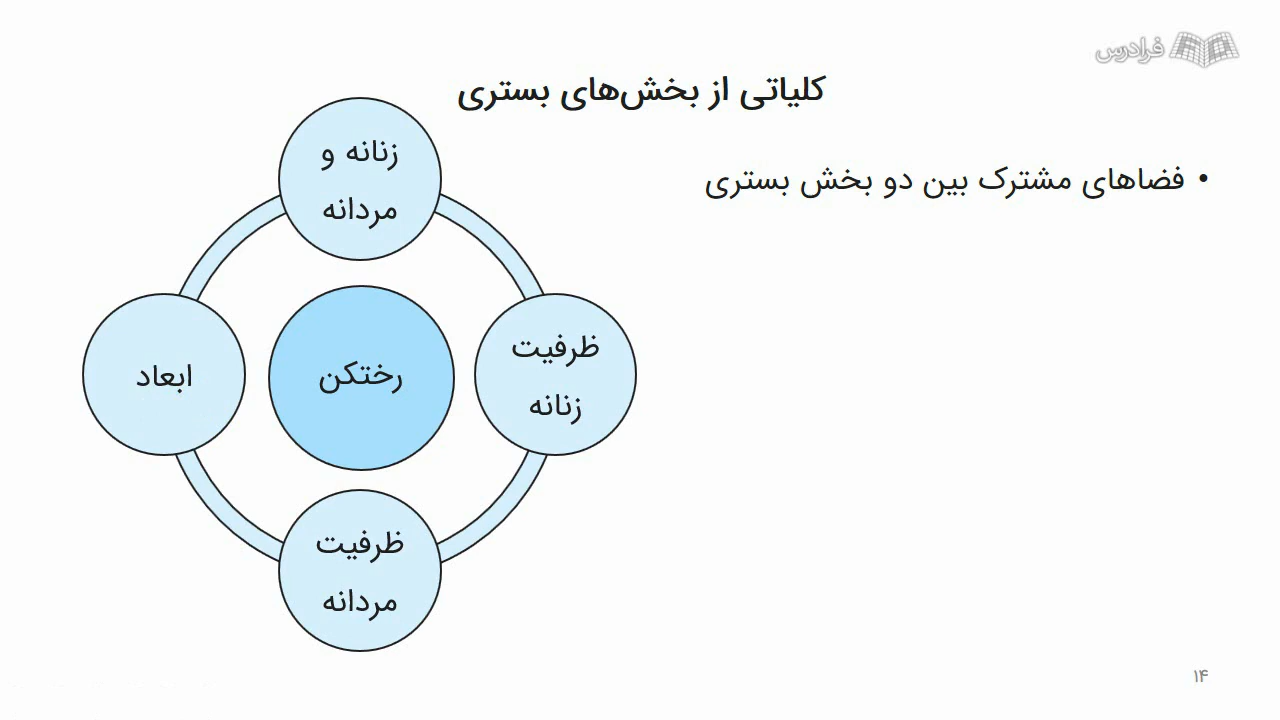 فرادرس
کلیاتی از بخش‌های بستری
• فضاهای مشترک بین دو بخش بستری
زنانه و
مردانه
ظرفیت
زنانه
رختکن
ابعاد
ظرفیت
مردانه
۱۴